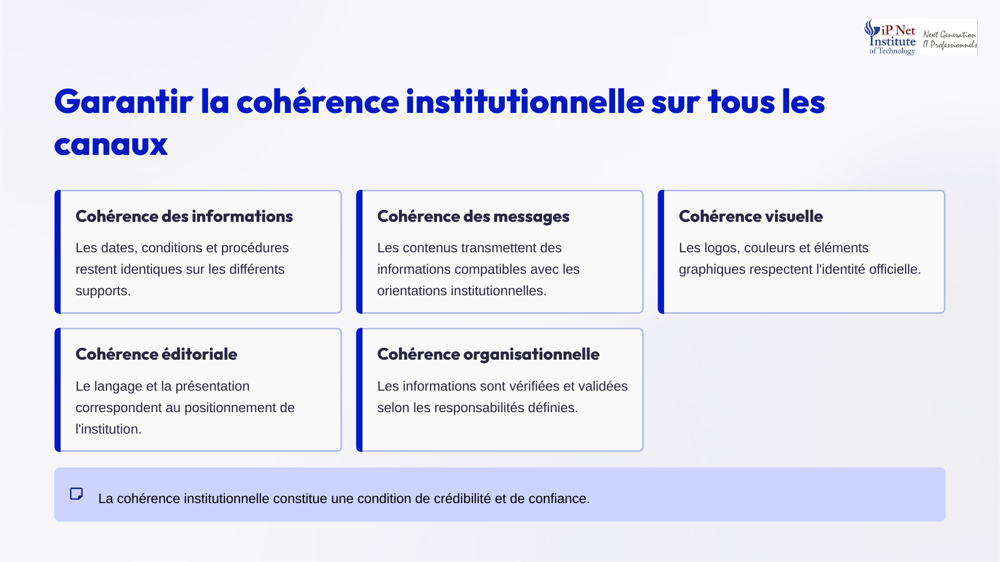 iP Net
Institute
of Technology
Next Generation
IT Professionnels
Garantir la cohérence institutionnelle sur tous les
canaux
Cohérence des informations
Les dates, conditions et procédures
restent identiques sur les différents
supports.
Cohérence des messages
Les contenus transmettent des
informations compatibles avec les
orientations institutionnelles.
Cohérence visuelle
Les logos, couleurs et éléments
graphiques respectent l'identité officielle.
Cohérence éditoriale
Le langage et la présentation
correspondent au positionnement de
l'institution.
Cohérence organisationnelle
Les informations sont vérifiées et validées
selon les responsabilités définies.
La cohérence institutionnelle constitue une condition de crédibilité et de confiance.